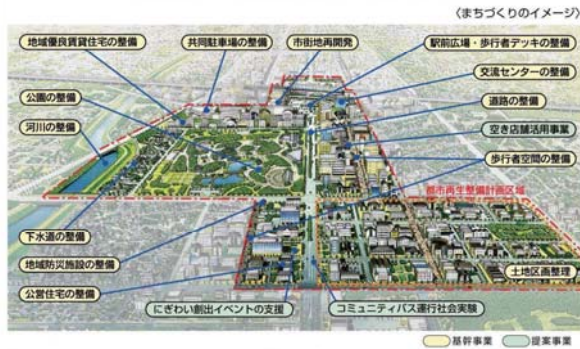 〈まちづくりのイメージ〉
地域優良賃貸住宅の整備
共同駐車場の整備
市街地再開発
駅前広場・歩行者デッキの整備
交流センターの整備
公園の整備
道路の整備
河川の整備
空き店舗活用事業
歩行者空間の整備
都市再生整備計画区域
下水道の整備
地域防災施設の整備
土地区画整理
公営住宅の整備
にぎわい創出イベントの支援
コミュニティバス運行社会実験
基幹事業
提案事業